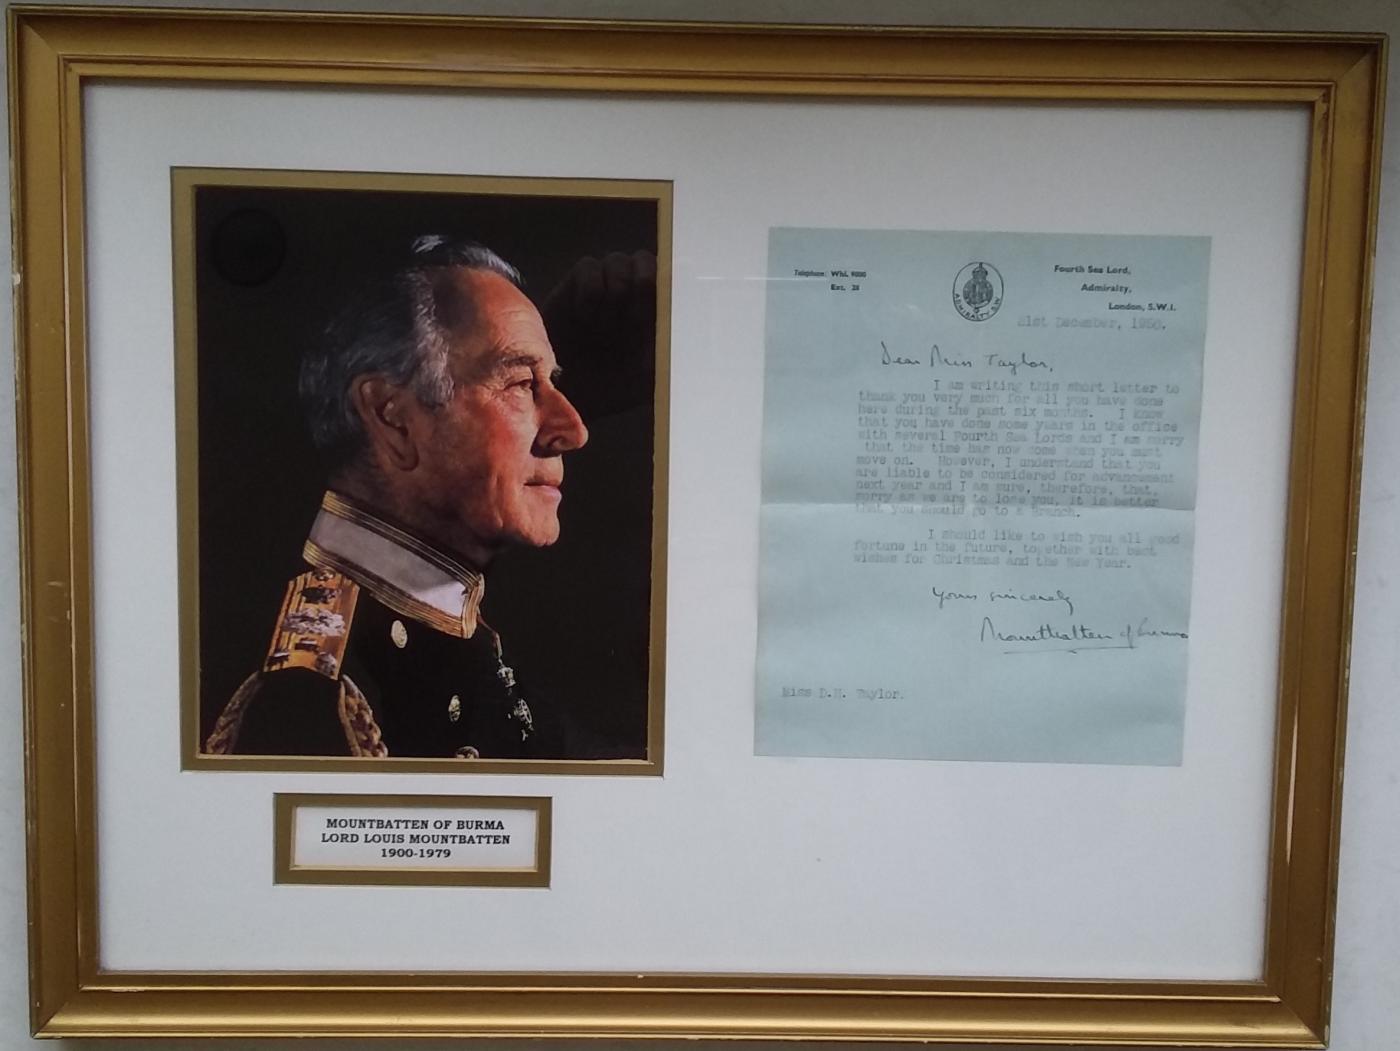 Telephone: Whi. 9000
Ext. 28
ADMIRALTY S.W.
Fourth Sea Lord,
Admiralty,
London, S.W.1.
21st December, 1950.
Dear Miss Taylor,
I am writing this short letter to
thank you very much for all you have done
here during the past six months. I know
that you have done some years in the office
with several Fourth Sea Lords and I am sorry
that the time has now come when you must
move on. However, I understand that you
are liable to be considered for advancement
next year and I am sure, therefore, that,
sorry as we are to lose you, it is better
that you should go to a Branch.
I should like to wish you all good
fortune in the future, together with best
wishes for Christmas and the New Year.
Yours sincerely
Mountbatten of Burma
Miss D.H. Taylor.
MOUNTBATTEN OF BURMA
LORD LOUIS MOUNTBATTEN
1900-1979